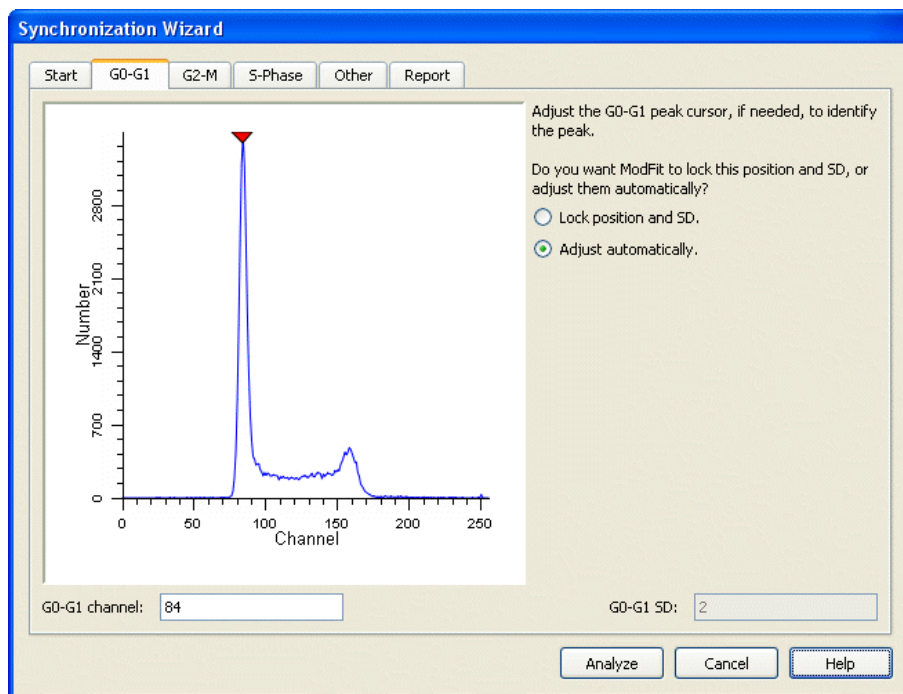 Synchronization Wizard
Start
G0-G1
G2-M
S-Phase
Other
Report
Adjust the G0-G1 peak cursor, if needed, to identify
the peak.
Do you want ModFit to lock this position and SD, or
adjust them automatically?
Lock position and SD.
Adjust automatically.
Number
2800
2100
1400
700
0
0
50
100
150
200
250
Channel
G0-G1 channel:
84
G0-G1 SD:
2
Analyze
Cancel
Help